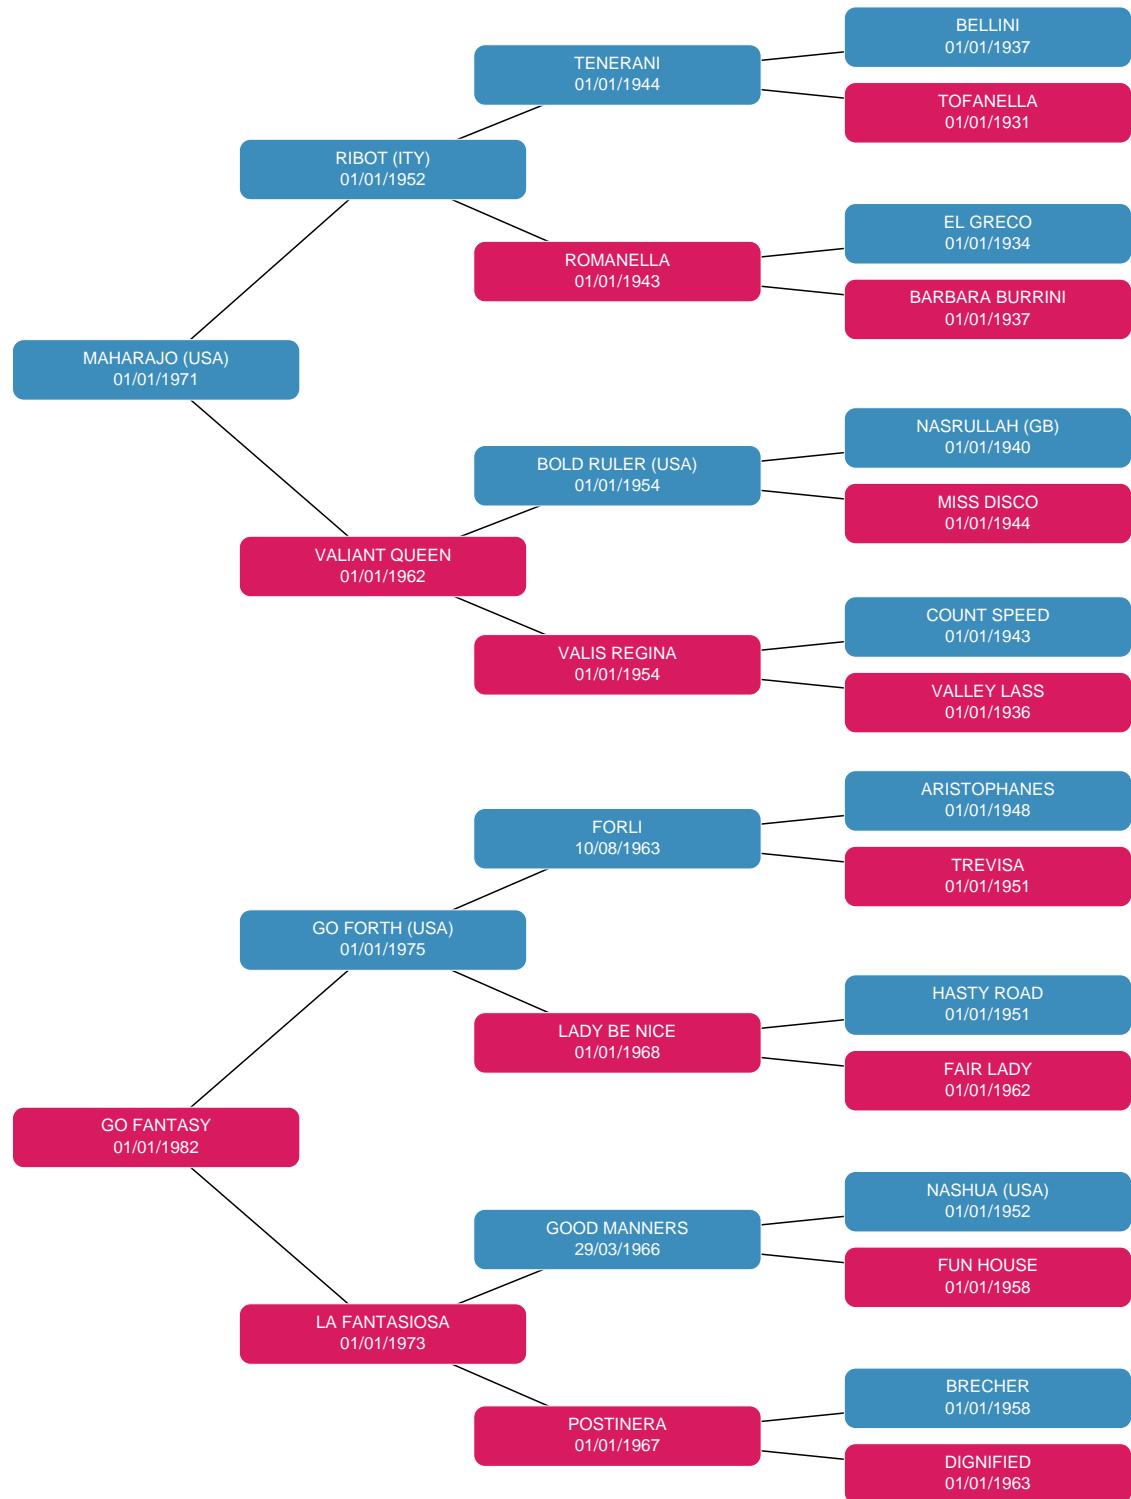 BELLINI
01/01/1937
TENERANI
01/01/1944
TOFANELLA
01/01/1931
RIBOT (ITY)
01/01/1952
EL GRECO
01/01/1934
ROMANELLA
01/01/1943
BARBARA BURRINI
01/01/1937
MAHARAJO (USA)
01/01/1971
NASRULLAH (GB)
01/01/1940
BOLD RULER (USA)
01/01/1954
MISS DISCO
01/01/1944
VALIANT QUEEN
01/01/1962
COUNT SPEED
01/01/1943
VALIS REGINA
01/01/1954
VALLEY LASS
01/01/1936
ARISTOPHANES
01/01/1948
FORLI
10/08/1963
TREVISA
01/01/1951
GO FORTH (USA)
01/01/1975
HASTY ROAD
01/01/1951
LADY BE NICE
01/01/1968
FAIR LADY
01/01/1962
GO FANTASY
01/01/1982
NASHUA (USA)
01/01/1952
GOOD MANNERS
29/03/1966
FUN HOUSE
01/01/1958
LA FANTASIOSA
01/01/1973
BRECHER
01/01/1958
POSTINERA
01/01/1967
DIGNIFIED
01/01/1963